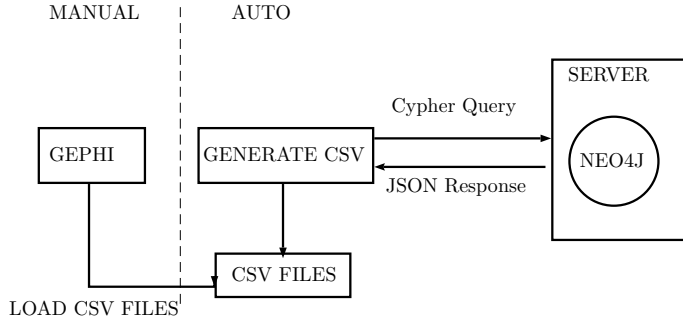 MANUAL
AUTO
SERVER
Cypher Query
GEPHI
GENERATE CSV
NEO4J
JSON Response
CSV FILES
LOAD CSV FILES